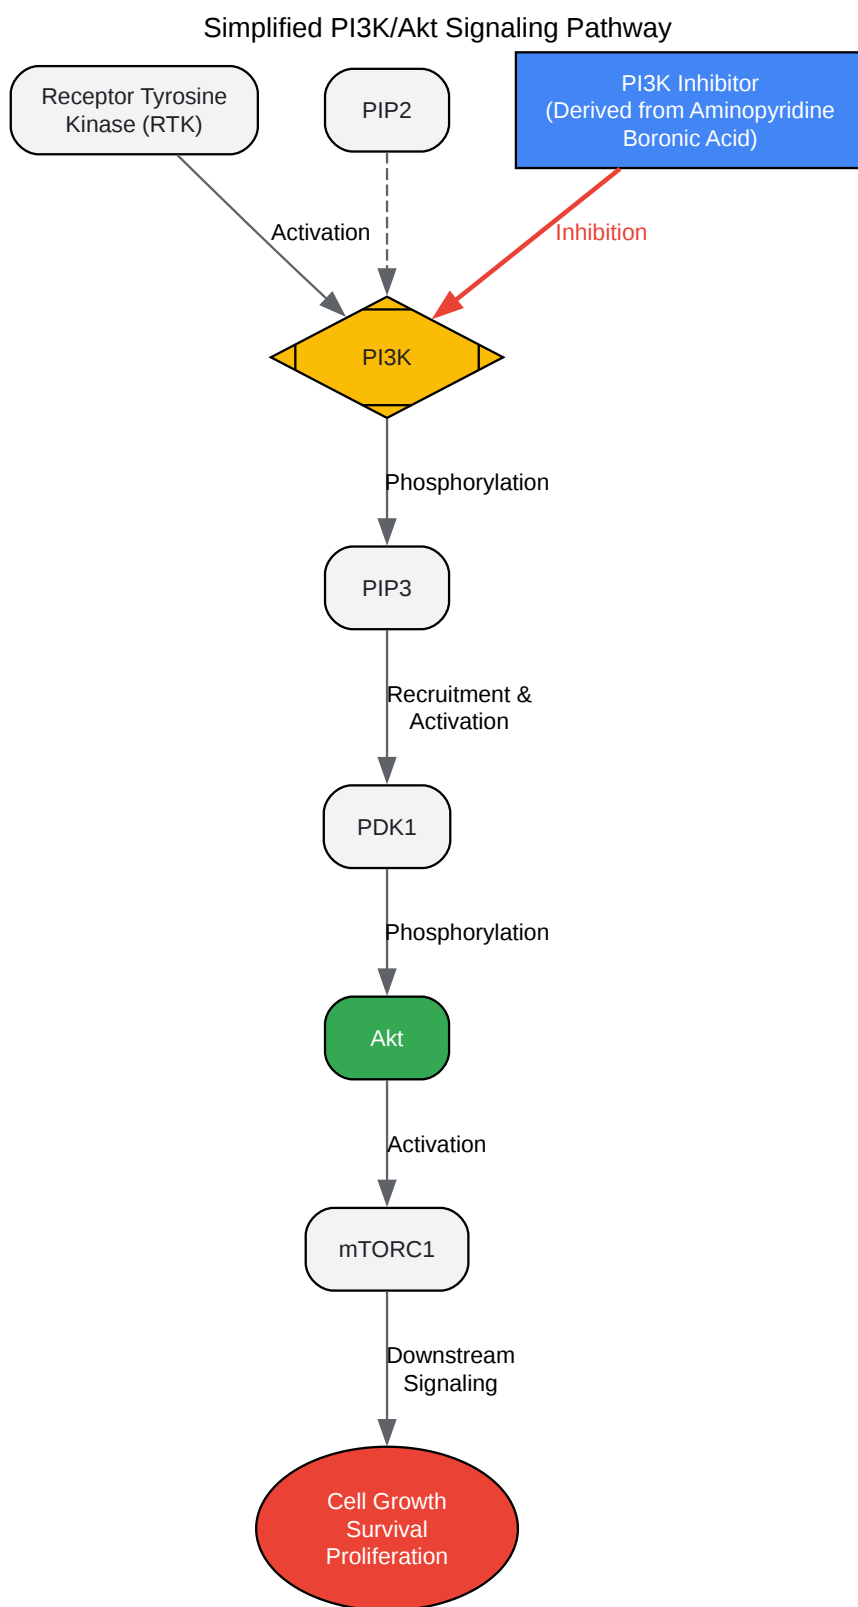 Simplified PI3K/Akt Signaling Pathway
Receptor Tyrosine
Kinase (RTK)
PIP2
PI3K Inhibitor
(Derived from Aminopyridine
Boronic Acid)
Activation
Inhibition
PI3K
Phosphorylation
PIP3
Recruitment &
Activation
PDK1
Phosphorylation
Akt
Activation
mTORC1
Downstream
Signaling
Cell Growth
Survival
Proliferation